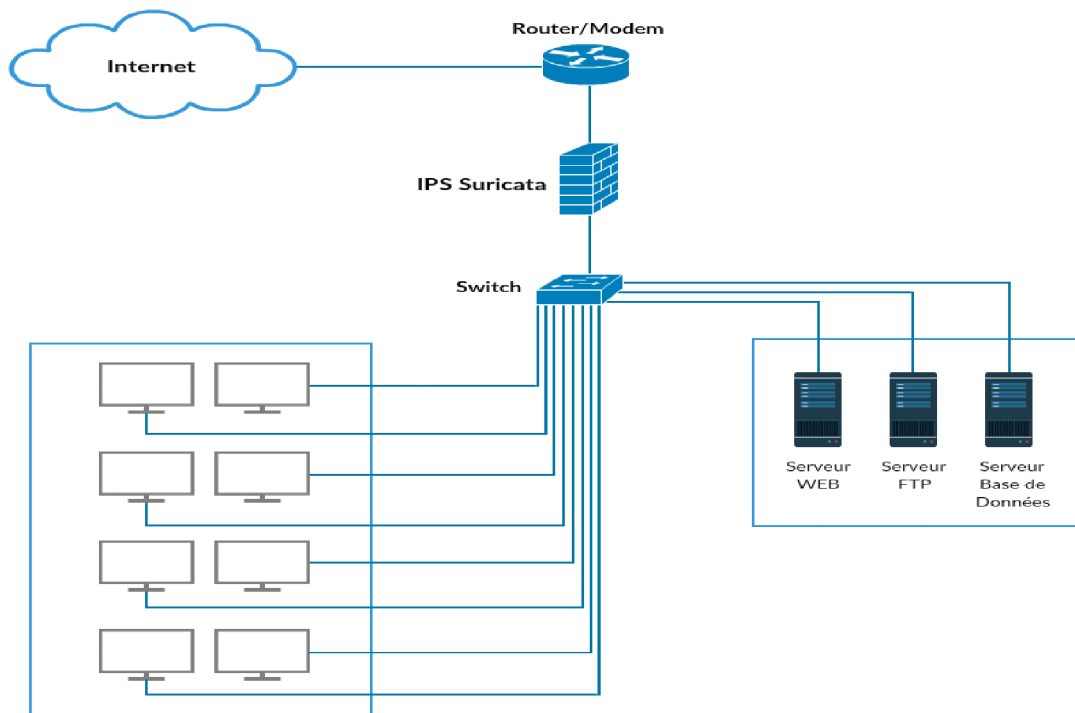 Router/Modem
Internet
IPS Suricata
Switch
Serveur
WEB
Serveur
FTP
Serveur
Base de
Données